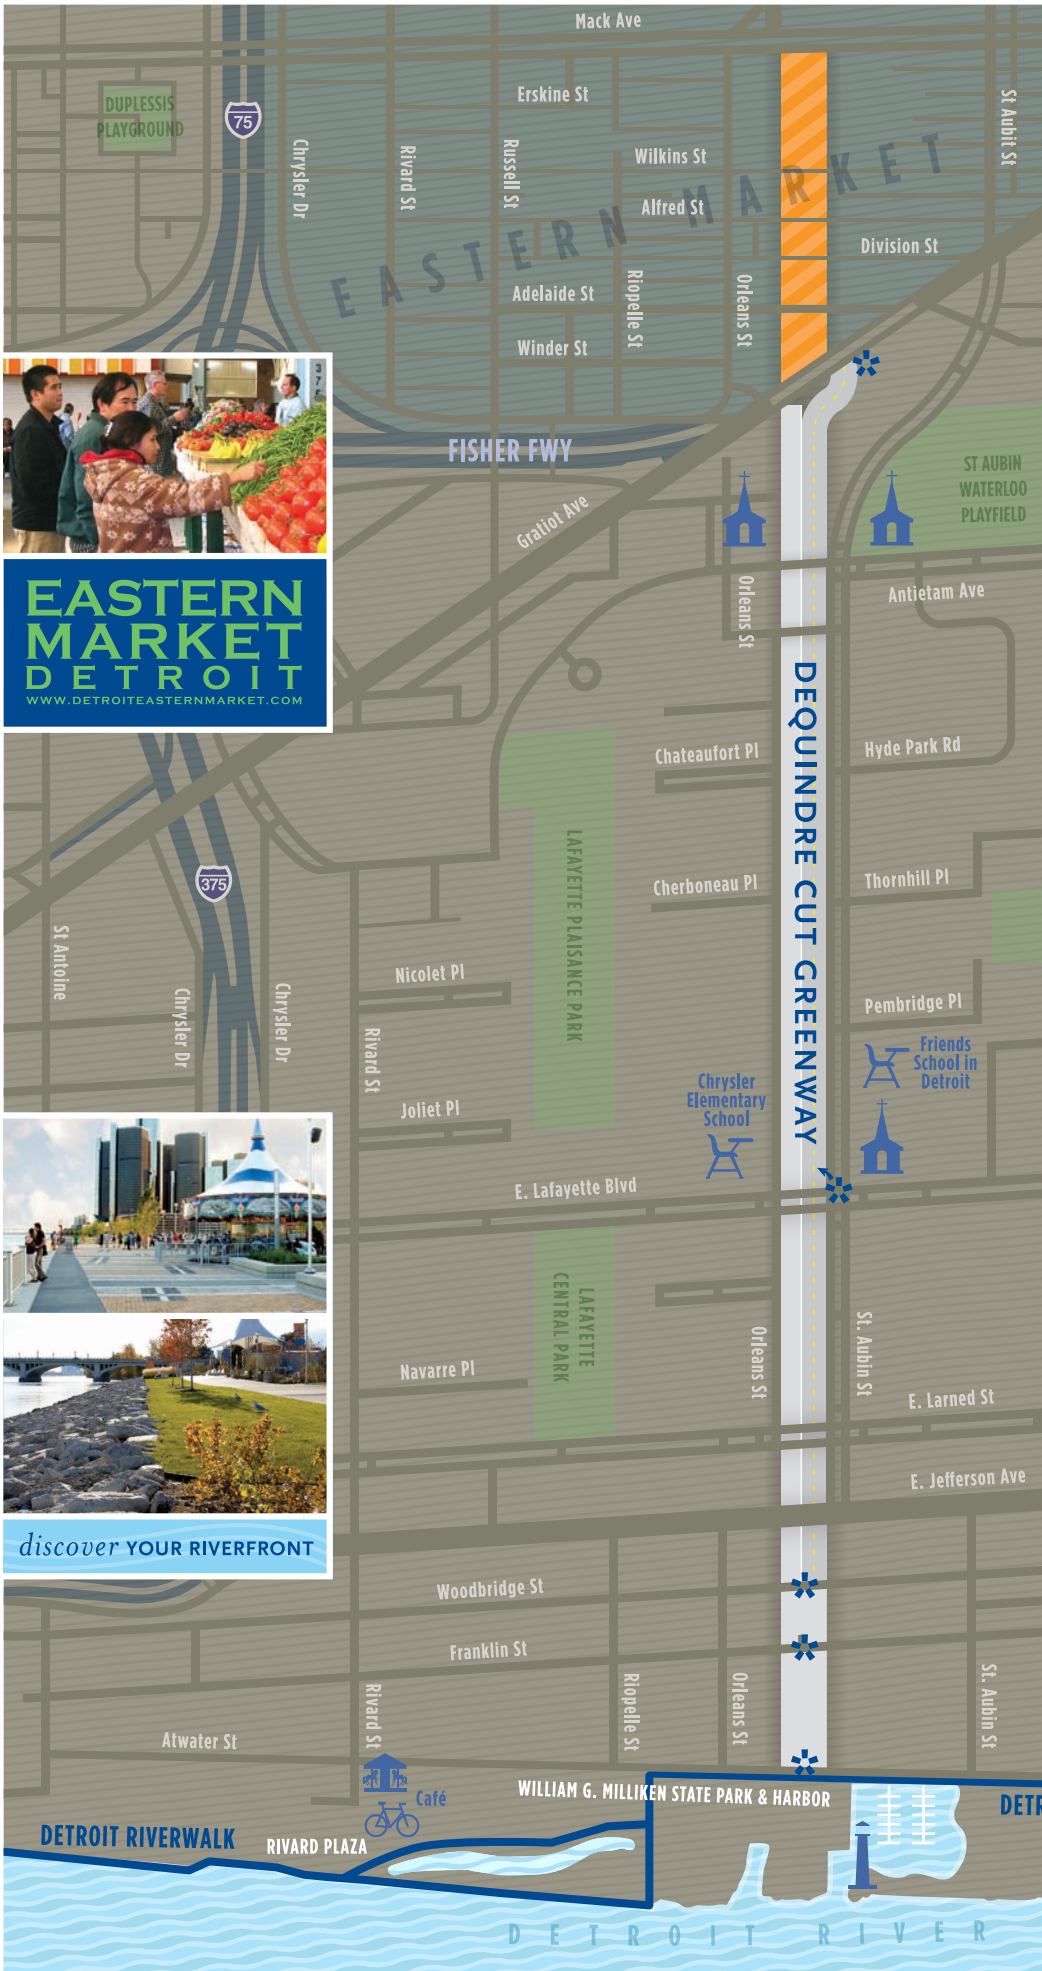 Mack Ave
Erskine St
DUPLESSIS
PLAYGROUND
75
St Aubit St
Chrysler Dr
Rivard St
Russell St
Wilkins St
EASTERN MARKET
Alfred St
Division St
Adelaide St
Riopelle St
Orleans St
Winder St
FISHER FWY
ST AUBIN
WATERLOO
PLAYFIELD
Gratiot Ave
Orleans St
Antietam Ave
EASTERN
MARKET
DETROIT
WWW.DETROITEASTERNMARKET.COM
DEQUINDRE CUT GREENWAY
Chateaufort Pl
Hyde Park Rd
LAFAYETTE PLAISANCE PARK
375
Cherboneau Pl
Thornhill Pl
St Antoine
Nicolet Pl
Chrysler Dr
Chrysler Dr
Pembridge Pl
Rivard St
Friends
School in
Detroit
Chrysler
Elementary
School
Joliet Pl
E. Lafayette Blvd
LAFAYETTE
CENTRAL PARK
Orleans St
St. Aubin St
Navarre Pl
E. Larned St
E. Jefferson Ave
discover YOUR RIVERFRONT
Woodbridge St
Franklin St
Rivard St
Riopelle St
Orleans St
St. Aubin St
Atwater St
Café
WILLIAM G. MILLIKEN STATE PARK & HARBOR
DETR
DETROIT RIVERWALK
RIVARD PLAZA
DETROIT RIVER